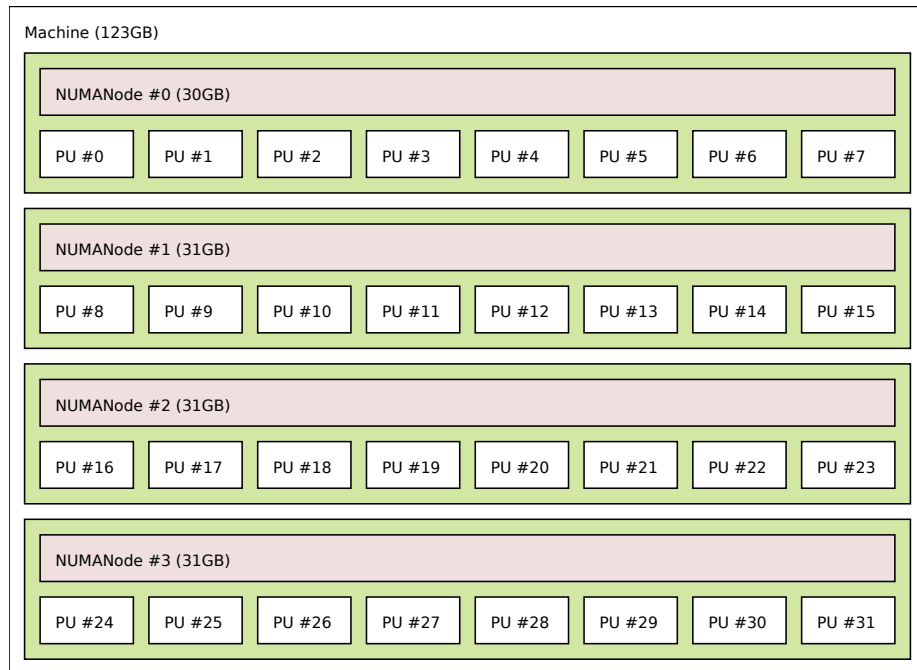 Machine (123GB)
NUMANode #0 (30GB)
PU #0 PU #1 PU #2 PU #3 PU #4 PU #5 PU #6 PU #7
NUMANode #1 (31GB)
PU #8 PU #9 PU #10 PU #11 PU #12 PU #13 PU #14 PU #15
NUMANode #2 (31GB)
PU #16 PU #17 PU #18 PU #19 PU #20 PU #21 PU #22 PU #23
NUMANode #3 (31GB)
PU #24 PU #25 PU #26 PU #27 PU #28 PU #29 PU #30 PU #31